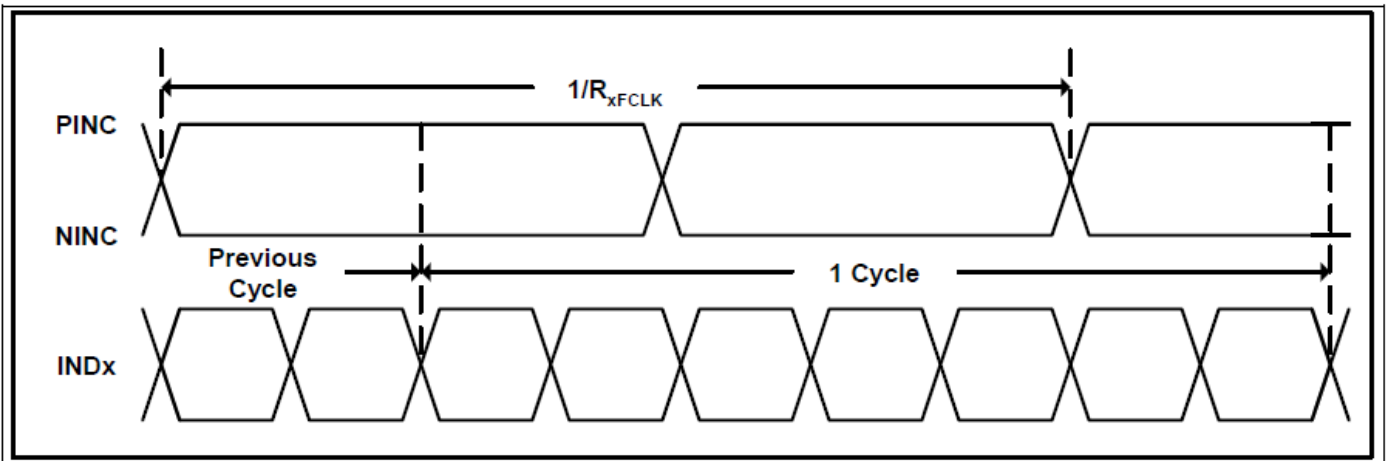 1/RxFCLK
PINC
NINC
Previous
Cycle
1 Cycle
INDx